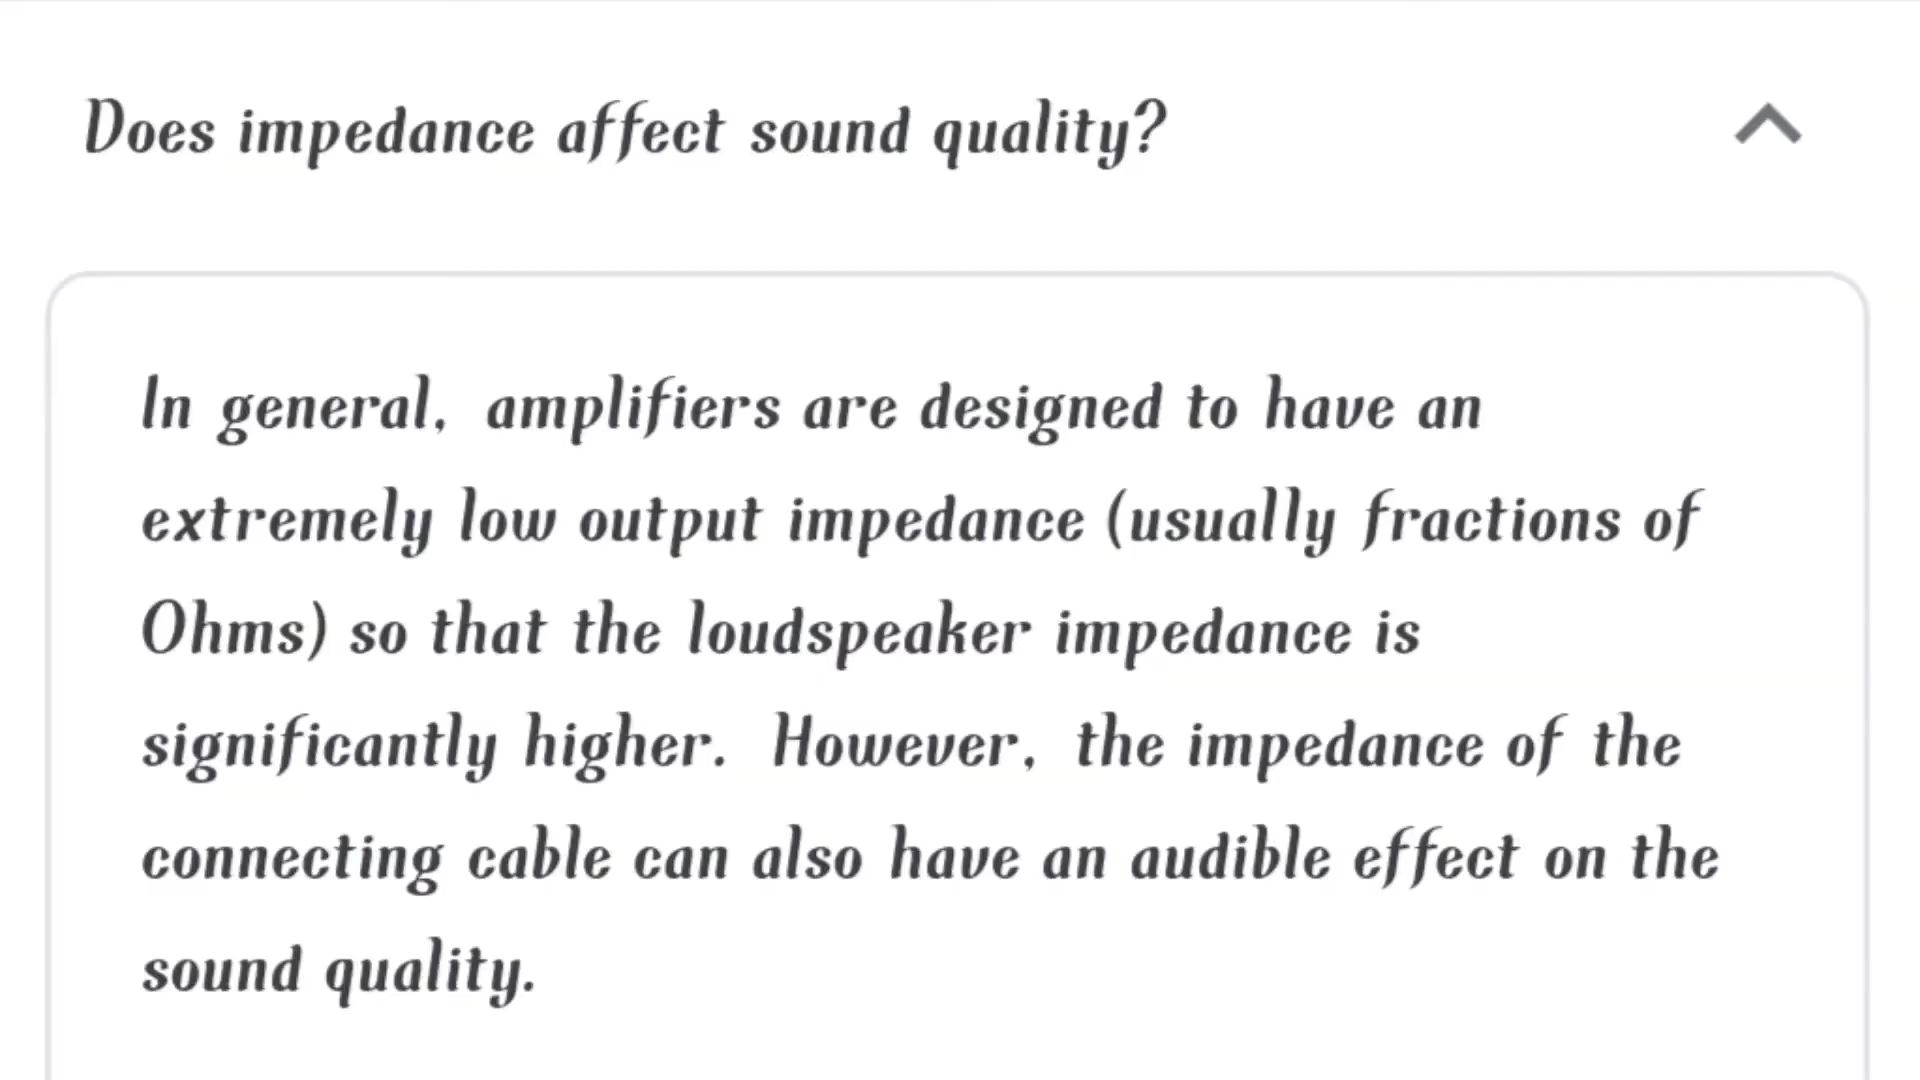 Does impedance affect sound quality?
In general, amplifiers are designed to have an
extremely low output impedance (usually fractions of
Ohms) so that the loudspeaker impedance is
significantly higher. However, the impedance of the
connecting cable can also have an audible effect on the
sound quality.